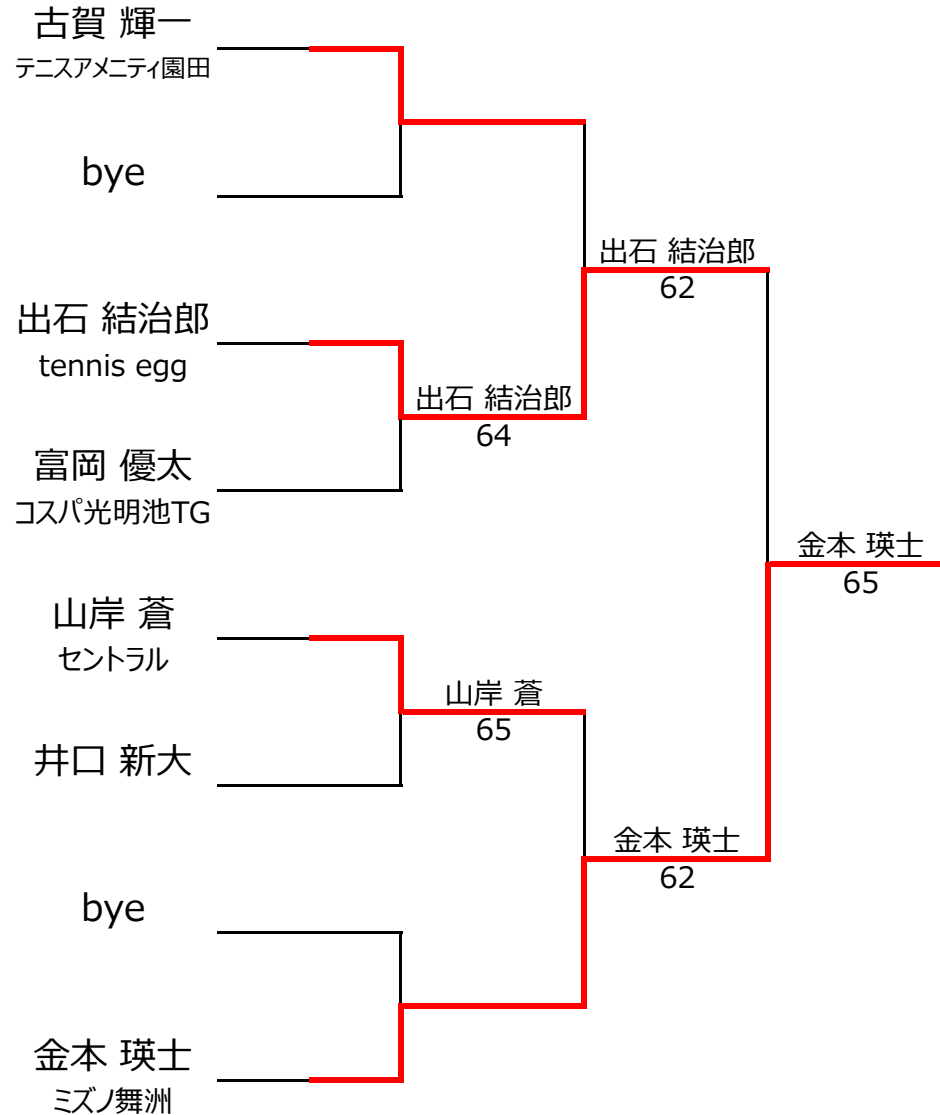 古賀 輝一
テニスアメニティ園田
bye
出石 結治郎
62
出石 結治郎
tennis egg
出石 結治郎
64
富岡 優太
コスパ光明池TG
金本 瑛士
65
山岸 蒼
セントラル
山岸 蒼
65
井口 新大
金本 瑛士
62
bye
金本 瑛士
ミズノ舞洲